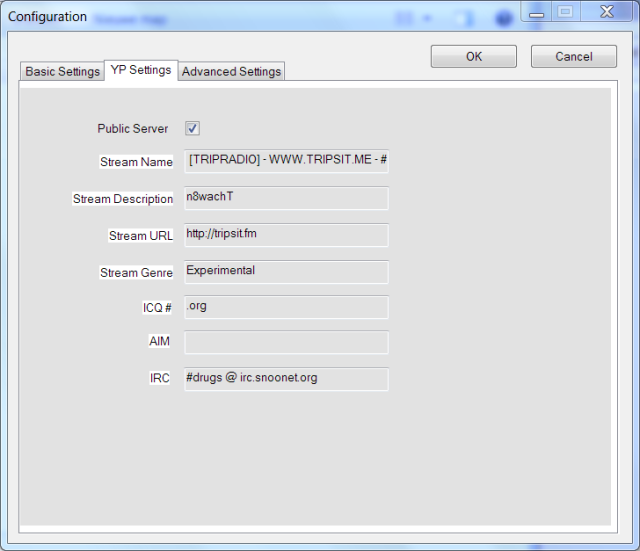 Configuration
OK
Cancel
Basic Settings
YP Settings
Advanced Settings
Public Server
Stream Name
[TRIPRADIO] - WWW.TRIPSIT.ME - #
Stream Description
n8wachT
Stream URL
http://tripsit.fm
Stream Genre
Experimental
ICQ #
.org
AIM
IRC
#drugs @ irc.snoonet.org